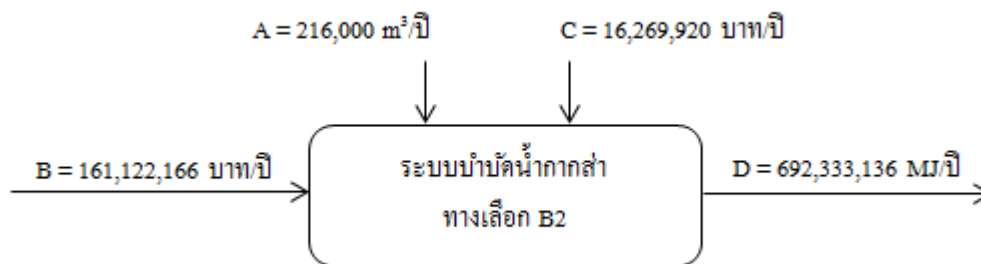 A = 216,000 m³/ปี
C = 16,269,920 บาท/ปี
B = 161,122,166 บาท/ปี
ระบบบำบัดน้ำกากส่า
ทางเลือก B2
D = 692,333,136 MJ/ปี